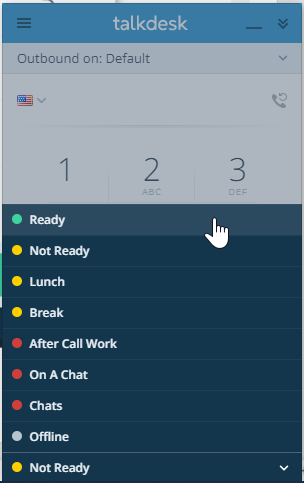 talkdesk
Outbound on: Default
1 2 3
ABC DEF
Ready
Not Ready
Lunch
Break
After Call Work
On A Chat
Chats
Offline
Not Ready